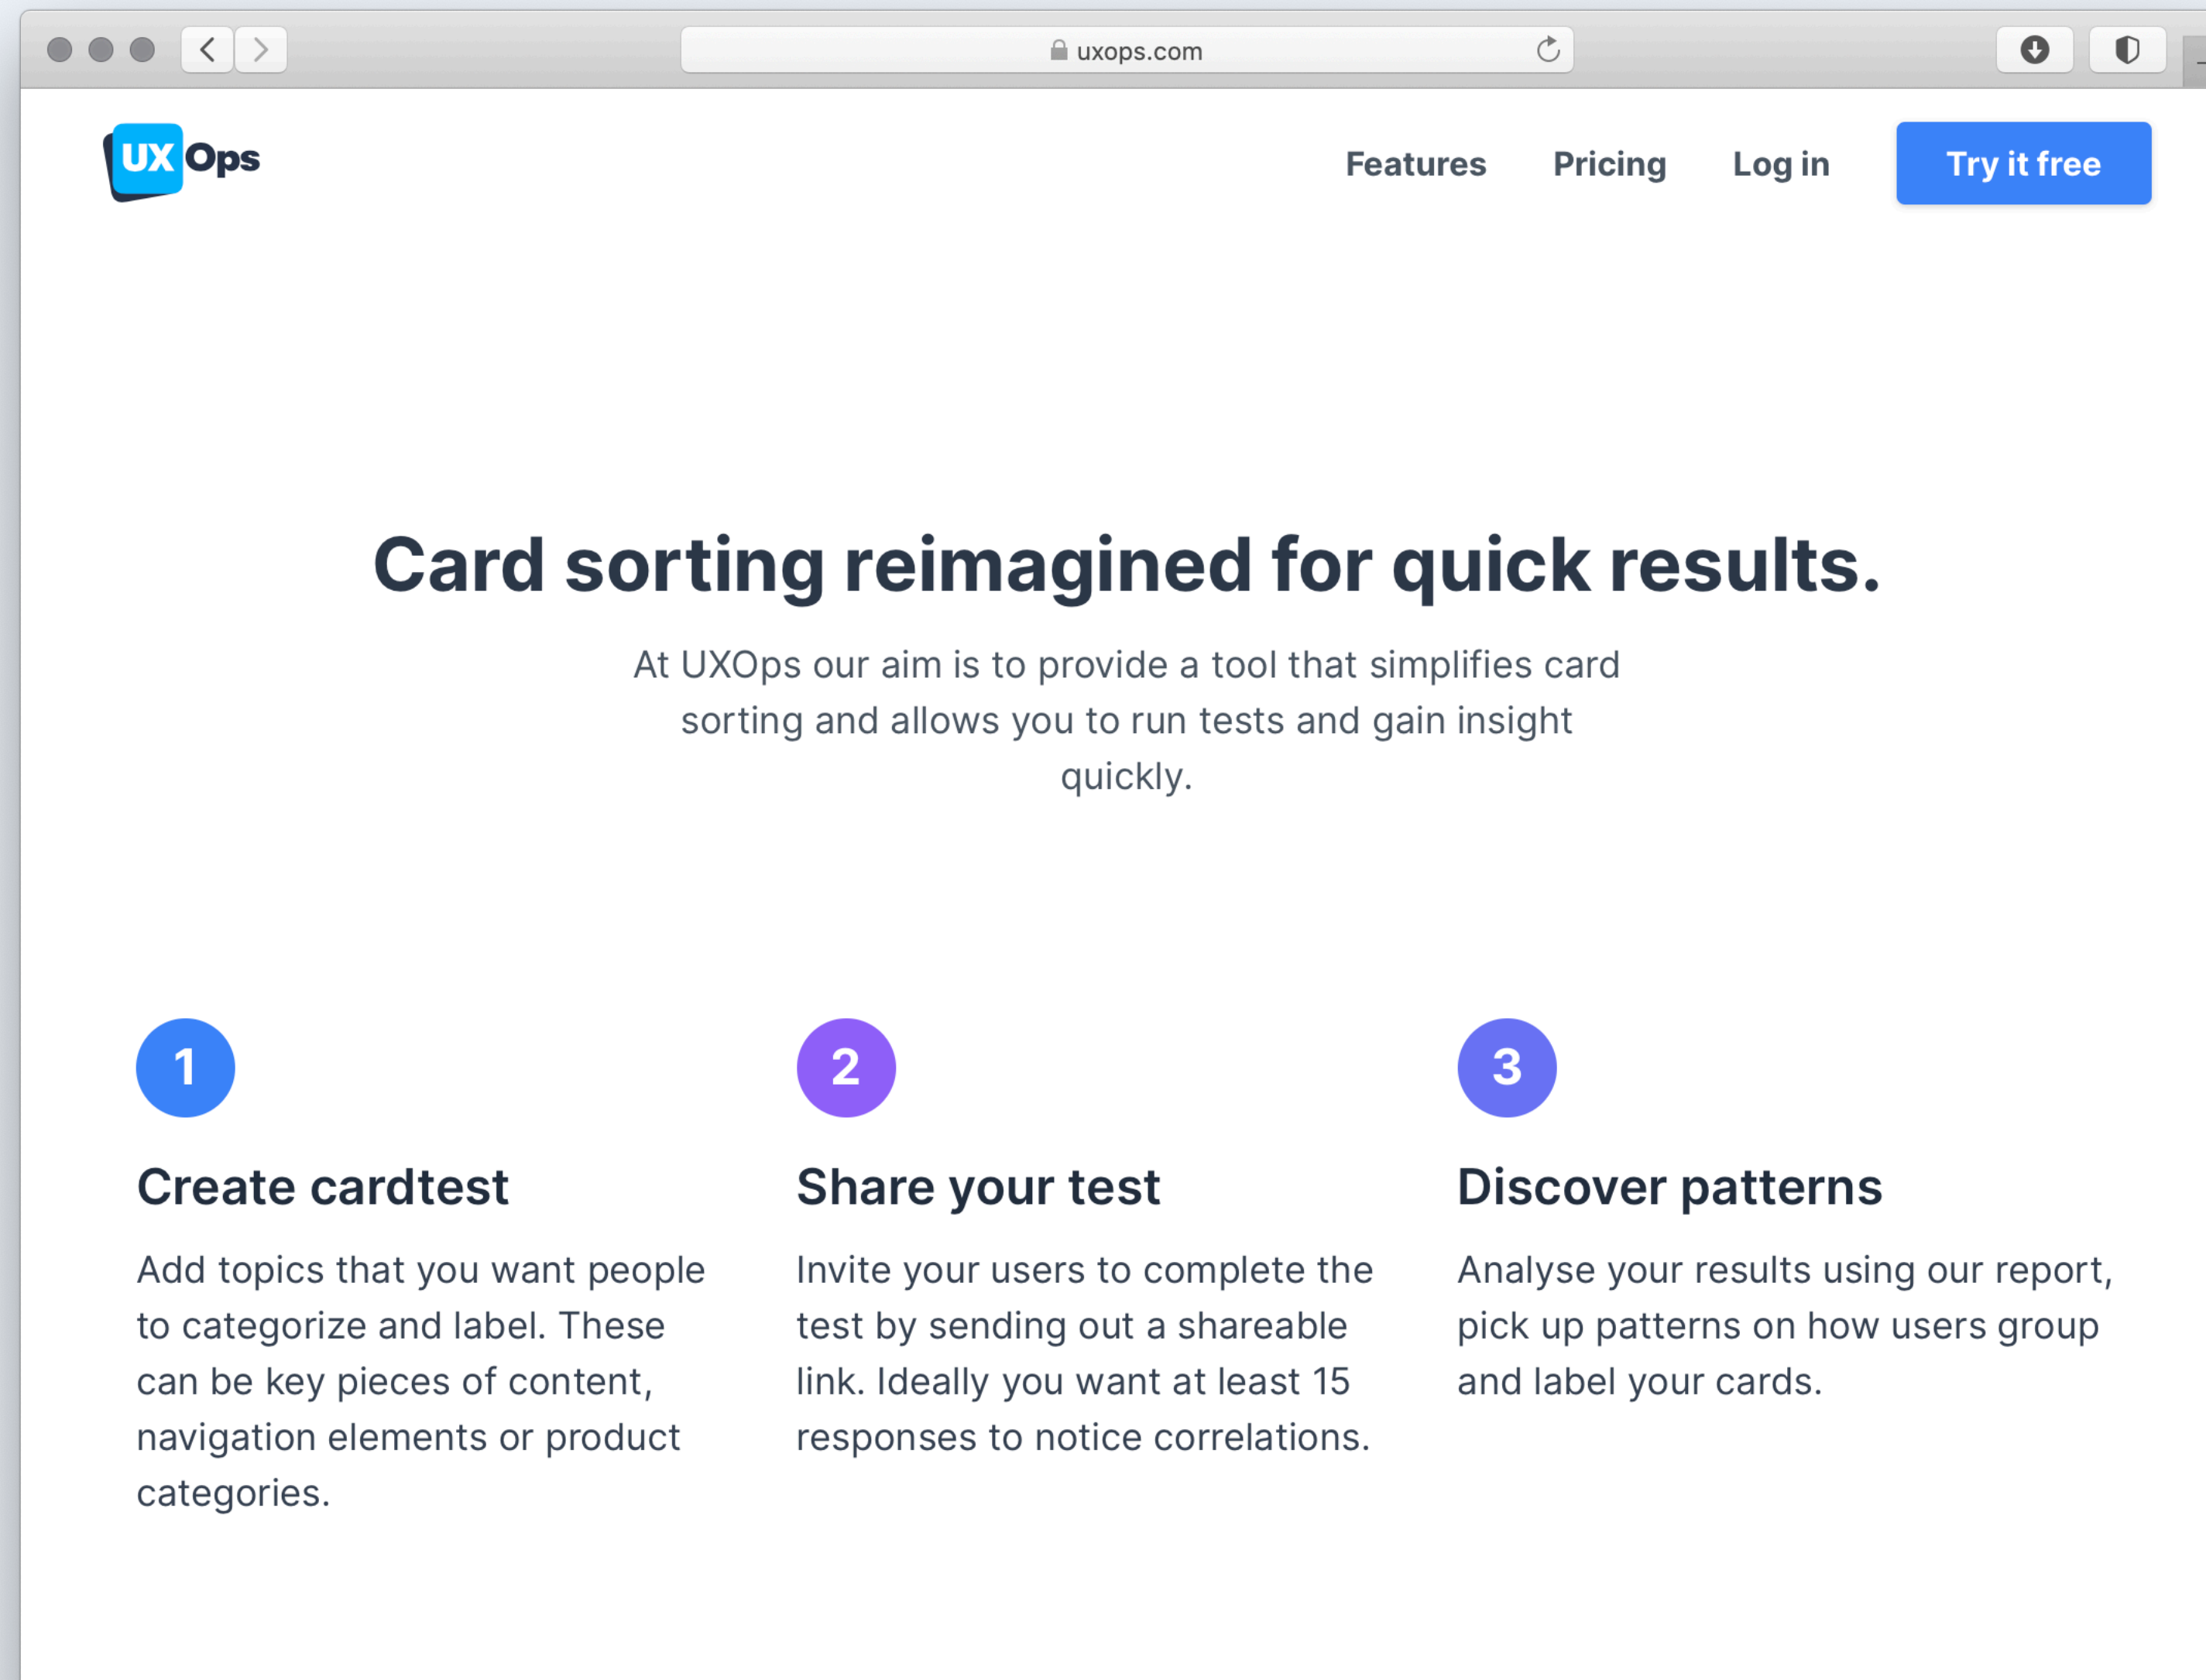 uxops.com
UX Ops
Features Pricing Log in Try it free
Card sorting reimagined for quick results.
At UXOps our aim is to provide a tool that simplifies card
sorting and allows you to run tests and gain insight
quickly.
1
Create cardtest
Add topics that you want people
to categorize and label. These
can be key pieces of content,
navigation elements or product
categories.
2
Share your test
Invite your users to complete the
test by sending out a shareable
link. Ideally you want at least 15
responses to notice correlations.
3
Discover patterns
Analyse your results using our report,
pick up patterns on how users group
and label your cards.